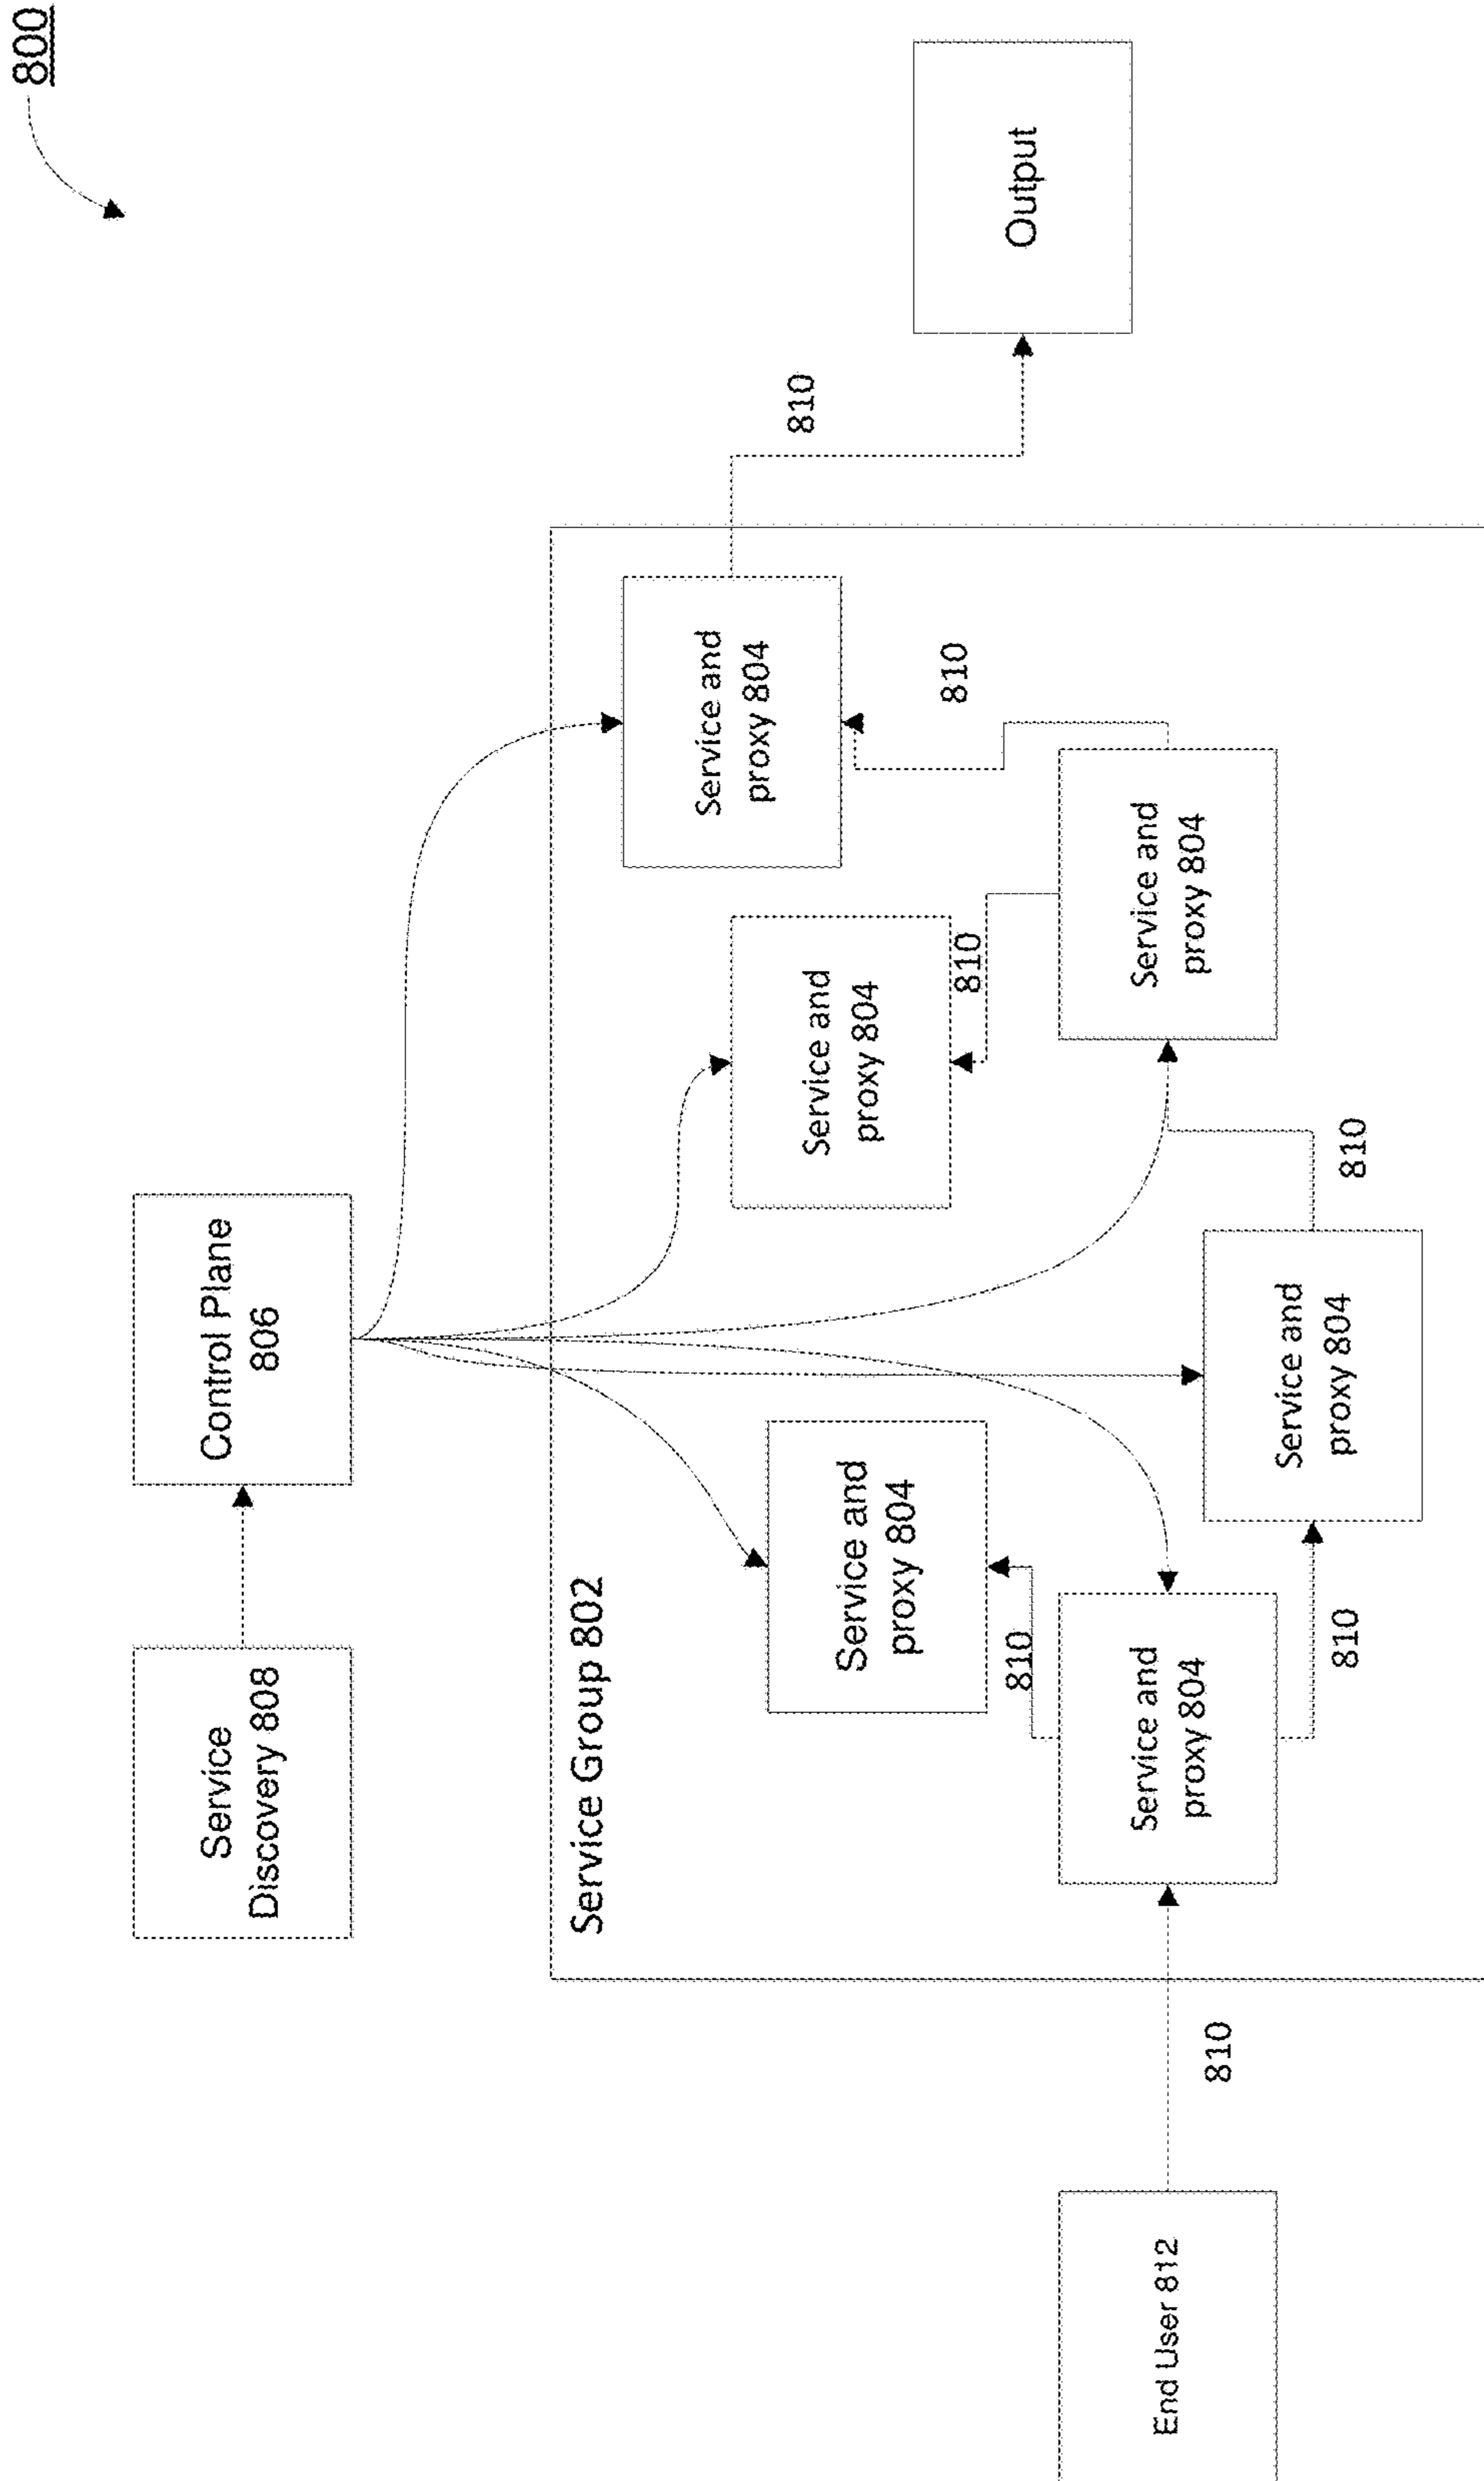 800
Service
Discovery 808
Control Plane
806
Service Group 802
Service and
proxy 804
810
Service and
proxy 804
Service and
proxy 804
810
810
810
Output
End User 812
Service and
proxy 804
Service and
proxy 804
810
Service and
proxy 804
810
810